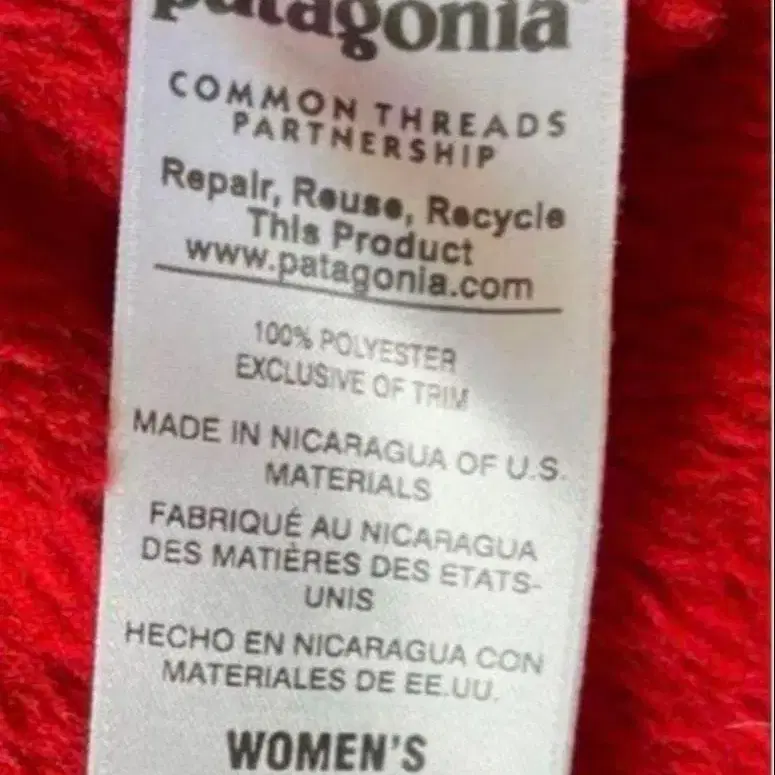 patagonia
COMMON THREADS
PARTNERSHIP
Repair, Reuse, Recycle
This Product
www.patagonia.com
100% POLYESTER
EXCLUSIVE OF TRIM
MADE IN NICARAGUA OF U.S.
MATERIALS
FABRIQUÉ AU NICARAGUA
DES MATIÈRES DES ETATS-
UNIS
HECHO EN NICARAGUA CON
MATERIALES DE EE.UU.
WOMEN'S